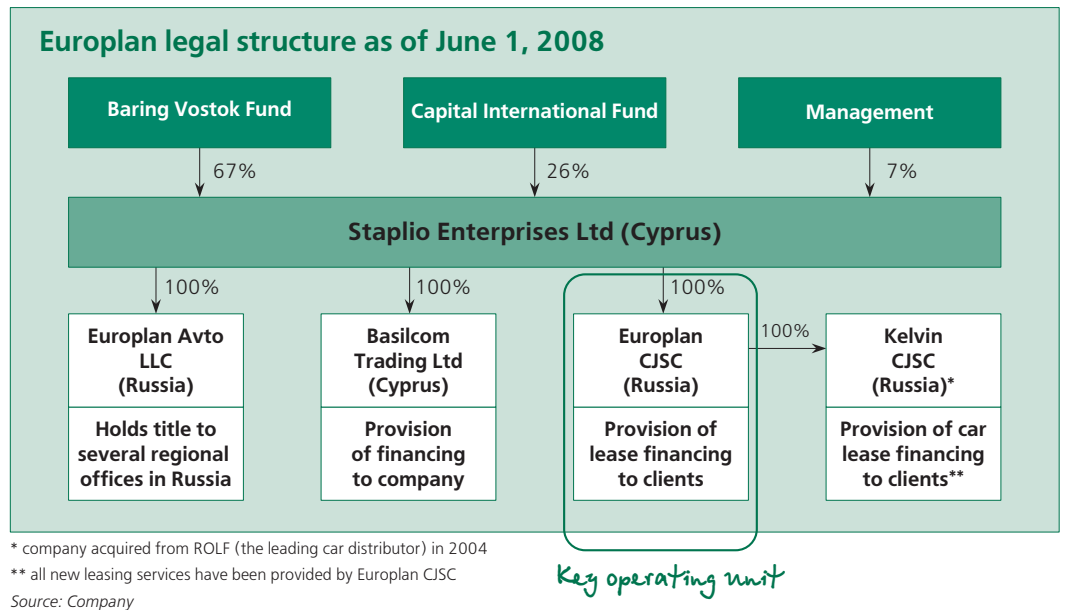 Europlan legal structure as of June 1, 2008
Baring Vostok Fund
Capital International Fund
Management
67%
26%
7%
Staplio Enterprises Ltd (Cyprus)
100%
100%
100%
Europlan Avto
LLC
(Russia)
Basilcom
Trading Ltd
(Cyprus)
Europlan
CJSC
(Russia)
100%
Kelvin
CJSC
(Russia)*
Holds title to
several regional
offices in Russia
Provision
of financing
to company
Provision of
lease financing
to clients
Provision of car
lease financing
to clients**
* company acquired from ROLF (the leading car distributor) in 2004
** all new leasing services have been provided by Europlan CJSC
Source: Company
Key operating unit